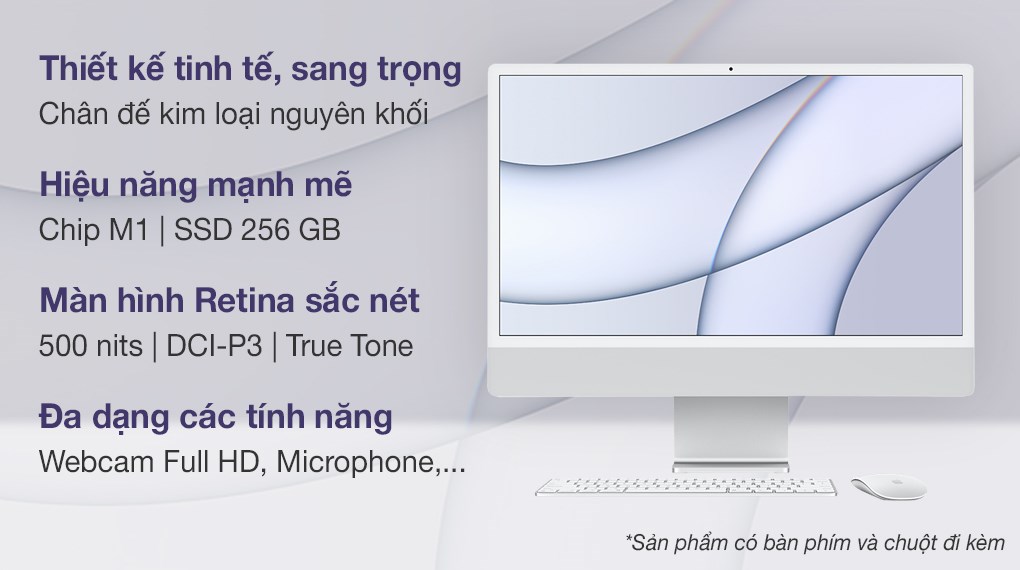 Thiết kế tinh tế, sang trọng
Chân đế kim loại nguyên khối
Hiệu năng mạnh mẽ
Chip M1 | SSD 256 GB
Màn hình Retina sắc nét
500 nits | DCI-P3 | True Tone
Đa dạng các tính năng
Webcam Full HD, Microphone,...
*Sản phẩm có bàn phím và chuột đi kèm